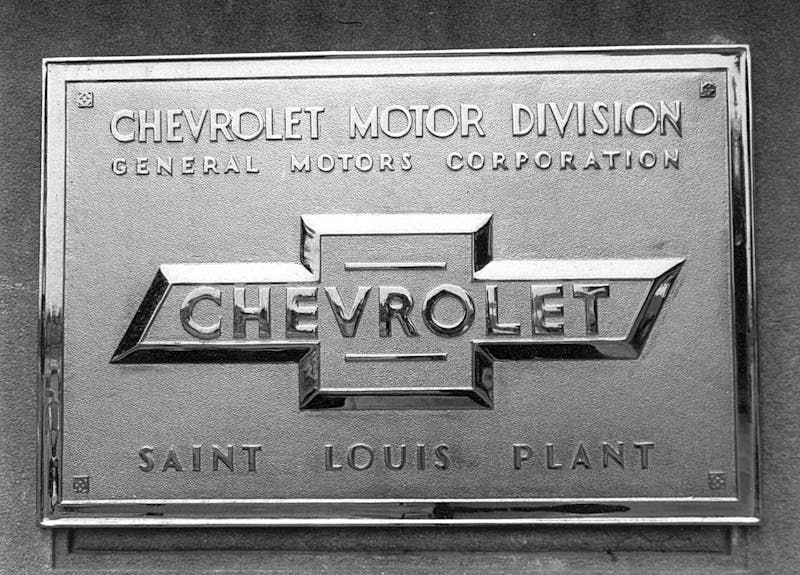 CHEVROLET MOTOR DIVISION
GENERAL MOTORS CORPORATION
CHEVROLET
SAINT LOUIS PLANT